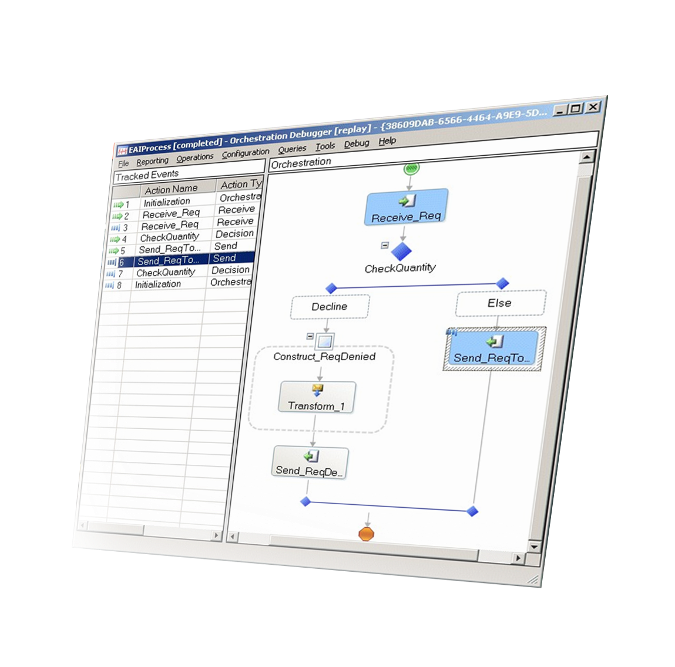 EAIProcess [completed] - Orchestration Debugger [replay] - {38609DAB-6566-4464-A9E9-5D...
File Reporting Operations Configuration Queries Tools Debug Help
Tracked Events
Action Name Action Ty
1 Initialization Orchestra
2 Receive_Req Receive
3 Receive_Req Receive
4 CheckQuantity Decision
5 Send_ReqTo... Send
6 Send_ReqTo... Send
7 CheckQuantity Decision
8 Initialization Orchestra
Orchestration
Receive_Req
CheckQuantity
Decline
Else
Construct_ReqDenied
Send_ReqTo...
Transform_1
Send_ReqDe...